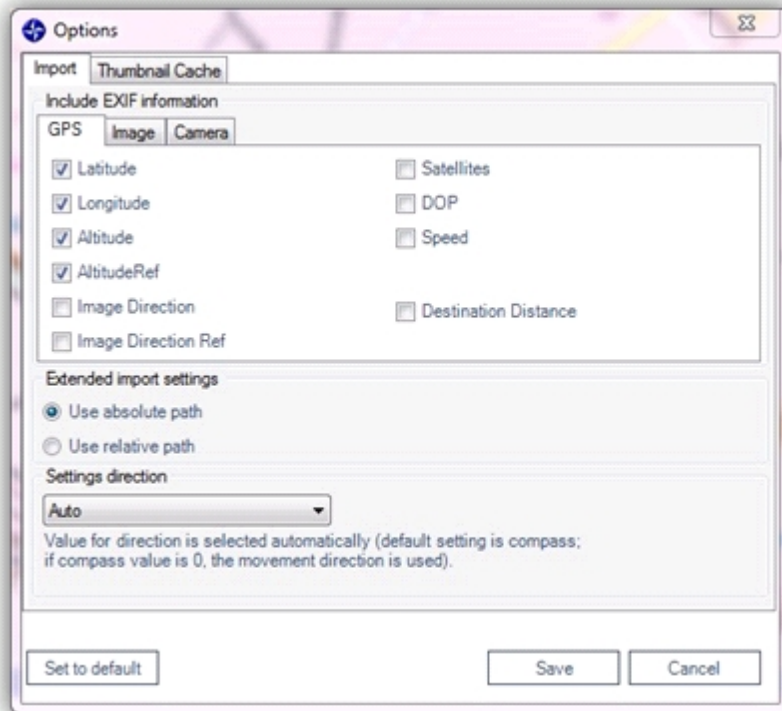 Options
Import
Thumbnail Cache
Include EXIF information
GPS
Image
Camera
Latitude
Satellites
Longitude
DOP
Altitude
Speed
AltitudeRef
Image Direction
Destination Distance
Image Direction Ref
Extended import settings
Use absolute path
Use relative path
Settings direction
Auto
Value for direction is selected automatically (default setting is compass;
if compass value is 0, the movement direction is used).
Set to default
Save
Cancel